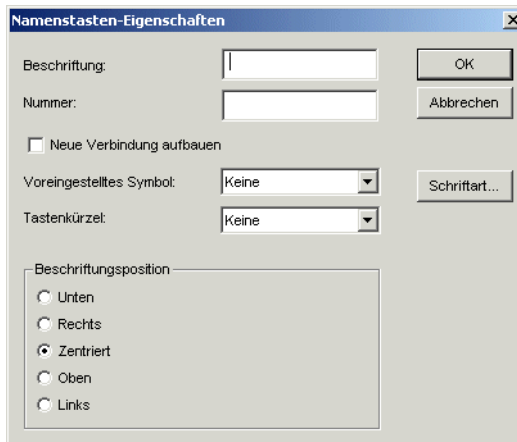 Namenstasten-Eigenschaften
Beschriftung:
OK
Nummer:
Abbrechen
Neue Verbindung aufbauen
Voreingestelltes Symbol:
Keine
Schriftart...
Tastenkürzel:
Keine
Beschriftungsposition
Unten
Rechts
Zentriert
Oben
Links